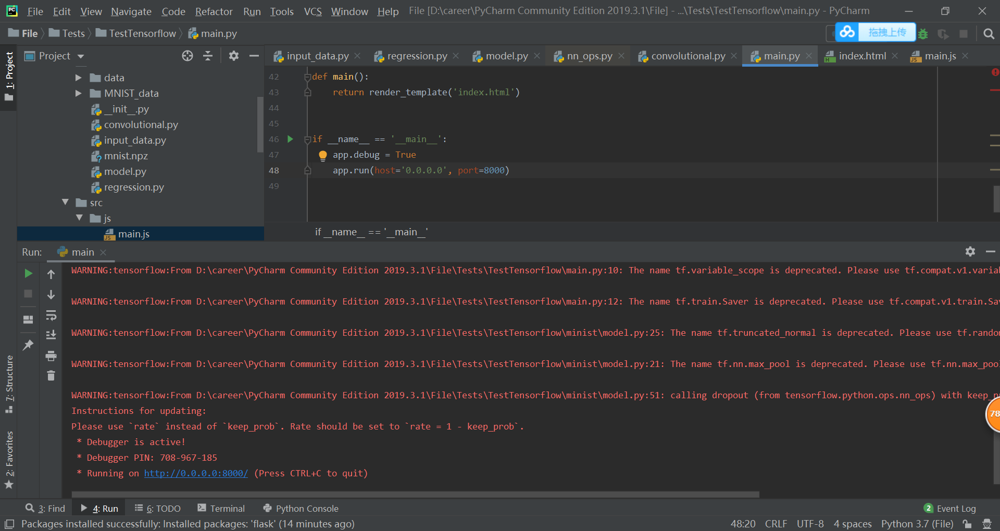 PC File Edit View Navigate Code Refactor Run Tools VCS Window Help File [D:\career\PyCharm Community Edition 2019.3.1\File] - ...\Tests\TestTensorflow\main.py - PyCharm
File Tests TestTensorflow main.py
拖拽上传
1: Project
Project
input_data.py regression.py model.py nn_ops.py convolutional.py main.py index.html main.js
data
MNIST_data
__init__.py
convolutional.py
input_data.py
mnist.npz
model.py
regression.py
src
js
main.js
42 def main():
43 return render_template('index.html')
44
45
46 if __name__ == '__main__':
47 app.debug = True
48 app.run(host='0.0.0.0', port=8000)
49
if __name__ == '__main__'
Run: main
WARNING:tensorflow:From D:\career\PyCharm Community Edition 2019.3.1\File\Tests\TestTensorflow\main.py:10: The name tf.variable_scope is deprecated. Please use tf.compat.v1.varia
WARNING:tensorflow:From D:\career\PyCharm Community Edition 2019.3.1\File\Tests\TestTensorflow\main.py:12: The name tf.train.Saver is deprecated. Please use tf.compat.v1.train.Sa
WARNING:tensorflow:From D:\career\PyCharm Community Edition 2019.3.1\File\Tests\TestTensorflow\minist\model.py:25: The name tf.truncated_normal is deprecated. Please use tf.rando
WARNING:tensorflow:From D:\career\PyCharm Community Edition 2019.3.1\File\Tests\TestTensorflow\minist\model.py:21: The name tf.nn.max_pool is deprecated. Please use tf.nn.max_poo
WARNING:tensorflow:From D:\career\PyCharm Community Edition 2019.3.1\File\Tests\TestTensorflow\minist\model.py:51: calling dropout (from tensorflow.python.ops.nn_ops) with keep_p
Instructions for updating:
Please use `rate` instead of `keep_prob`. Rate should be set to `rate = 1 - keep_prob`.
* Debugger is active!
* Debugger PIN: 708-967-185
* Running on http://0.0.0.0:8000/ (Press CTRL+C to quit)
78
7: Structure
2: Favorites
3: Find 4: Run 6: TODO Terminal Python Console 2 Event Log
Packages installed successfully: Installed packages: 'flask' (14 minutes ago) 48:20 CRLF UTF-8 4 spaces Python 3.7 (File)